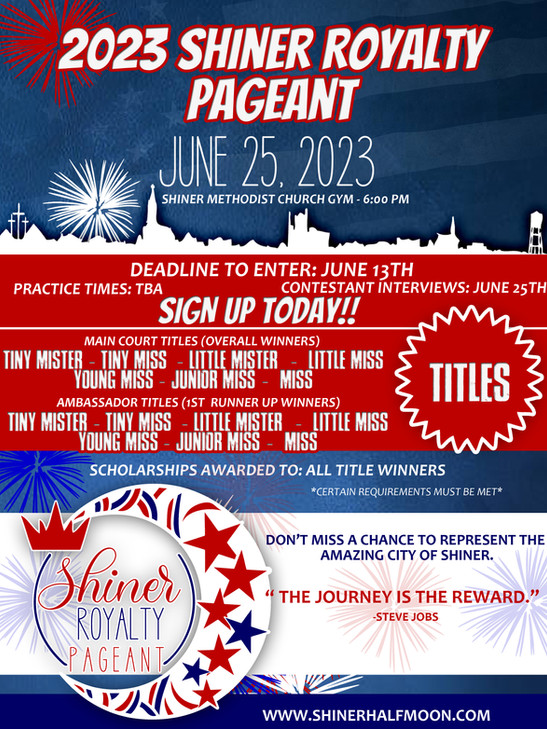 2023 SHINER ROYALTY
PAGEANT
JUNE 25, 2023
SHINER METHODIST CHURCH GYM - 6:00 PM
DEADLINE TO ENTER: JUNE 13TH
PRACTICE TIMES: TBA
CONTESTANT INTERVIEWS: JUNE 25TH
SIGN UP TODAY!!
MAIN COURT TITLES (OVERALL WINNERS)
TINY MISTER - TINY MISS - LITTLE MISTER - LITTLE MISS
YOUNG MISS - JUNIOR MISS - MISS
AMBASSADOR TITLES (1ST RUNNER UP WINNERS)
TINY MISTER - TINY MISS - LITTLE MISTER - LITTLE MISS
YOUNG MISS - JUNIOR MISS - MISS
TITLES
SCHOLARSHIPS AWARDED TO: ALL TITLE WINNERS
*CERTAIN REQUIREMENTS MUST BE MET*
DON'T MISS A CHANCE TO REPRESENT THE
AMAZING CITY OF SHINER.
" THE JOURNEY IS THE REWARD."
-STEVE JOBS
Shiner
ROYALTY
PAGEANT
WWW.SHINERHALFMOON.COM